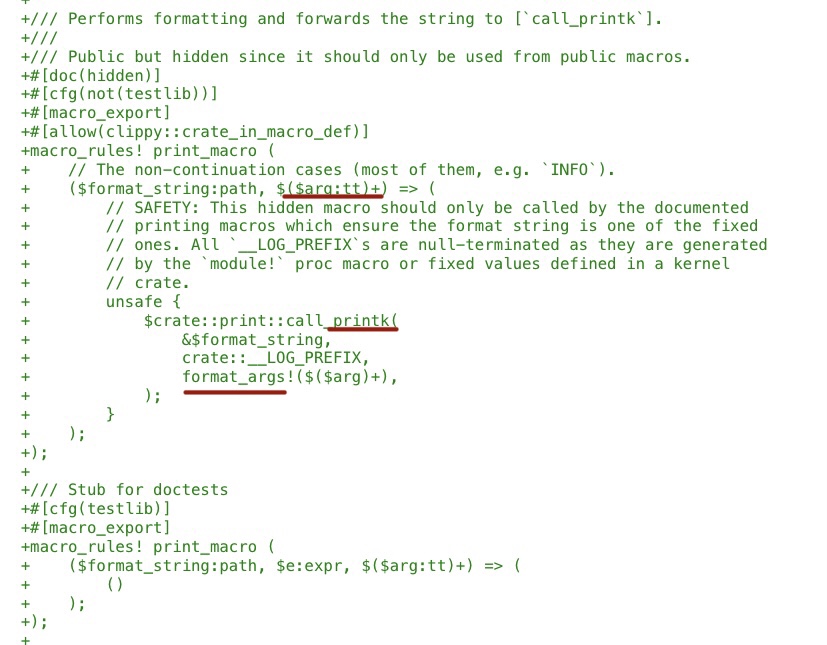 +
+/// Performs formatting and forwards the string to [`call_printk`].
+///
+/// Public but hidden since it should only be used from public macros.
+#[doc(hidden)]
+#[cfg(not(testlib))]
+#[macro_export]
+#[allow(clippy::crate_in_macro_def)]
+macro_rules! print_macro (
+    // The non-continuation cases (most of them, e.g. `INFO`).
+    ($format_string:path, $($arg:tt)+) => (
+        // SAFETY: This hidden macro should only be called by the documented
+        // printing macros which ensure the format string is one of the fixed
+        // ones. All `__LOG_PREFIX`s are null-terminated as they are generated
+        // by the `module!` proc macro or fixed values defined in a kernel
+        // crate.
+        unsafe {
+            $crate::print::call_printk(
+                &$format_string,
+                crate::__LOG_PREFIX,
+                format_args!($($arg)+),
+            );
+        }
+    );
+);
+
+/// Stub for doctests
+#[cfg(testlib)]
+#[macro_export]
+macro_rules! print_macro (
+    ($format_string:path, $e:expr, $($arg:tt)+) => (
+        ()
+    );
+);
+